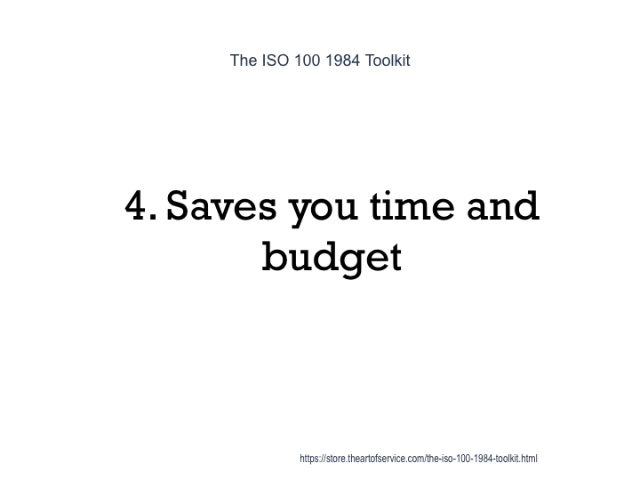 The ISO 100 1984 Toolkit
4. Saves you time and
budget
https://store.theartofservice.com/the-iso-100-1984-toolkit.html